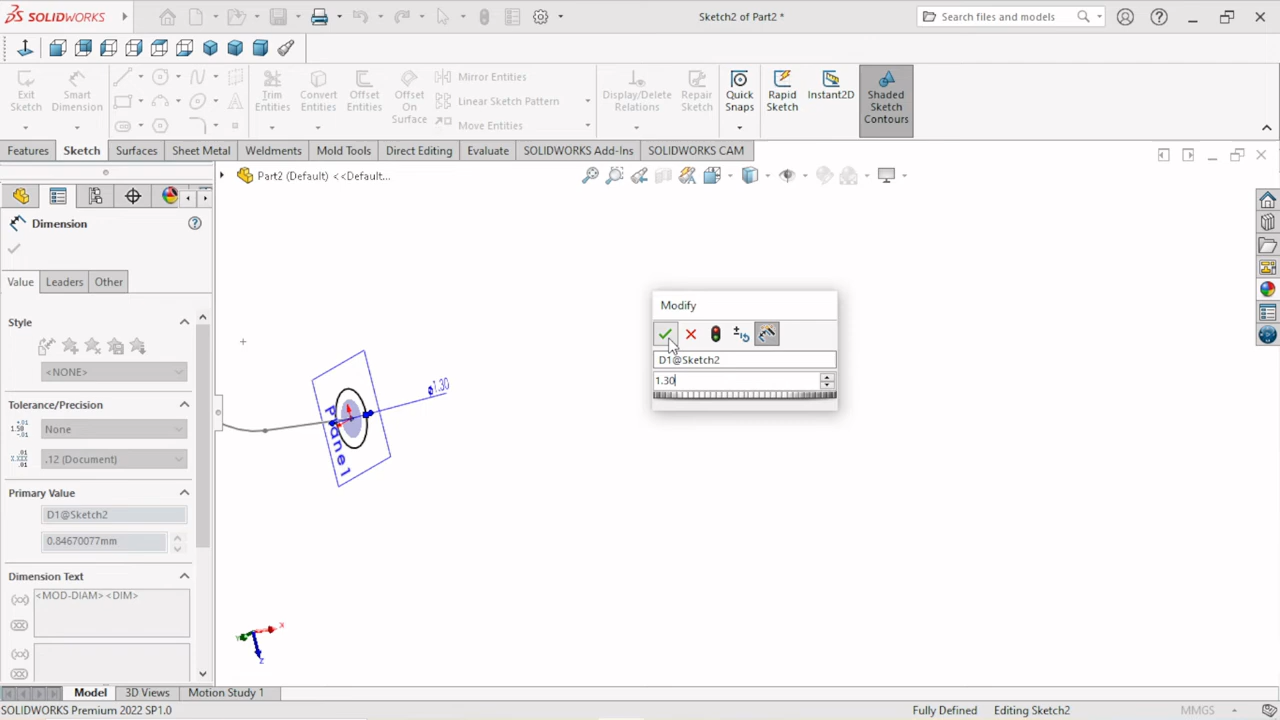 SOLIDWORKS
Sketch2 of Part2 *
Search files and models
Exit Sketch
Smart Dimension
Trim Entities
Convert Entities
Offset Entities
Offset On Surface
Mirror Entities
Linear Sketch Pattern
Move Entities
Display/Delete Relations
Repair Sketch
Quick Snaps
Rapid Sketch
Instant2D
Shaded Sketch Contours
Features
Sketch
Surfaces
Sheet Metal
Weldments
Mold Tools
Direct Editing
Evaluate
SOLIDWORKS Add-Ins
SOLIDWORKS CAM
Part2 (Default) <<Default...
Dimension
Value
Leaders
Other
Style
<NONE>
Tolerance/Precision
None
.12 (Document)
Primary Value
D1@Sketch2
0.84670077mm
Dimension Text
<MOD-DIAM><DIM>
Plane1
⌀1.30
Modify
D1@Sketch2
1.30
X
Y
Z
Model
3D Views
Motion Study 1
SOLIDWORKS Premium 2022 SP1.0
Fully Defined
Editing Sketch2
MMGS